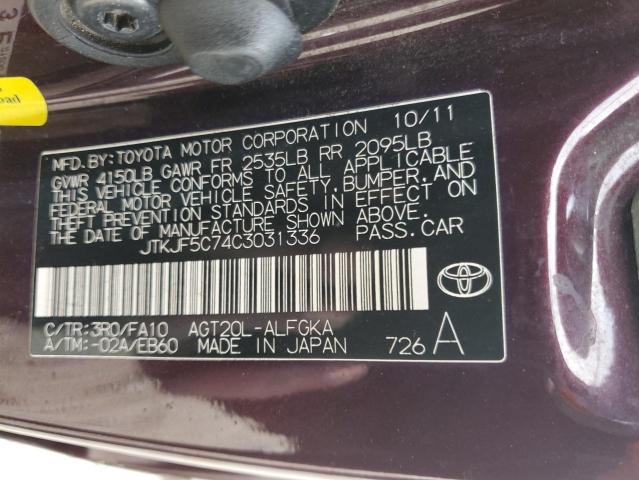 oad
MFD.BY:TOYOTA MOTOR CORPORATION 10/11
GVWR 4150LB GAWR FR 2535LB RR 2095LB
THIS VEHICLE CONFORMS TO ALL APPLICABLE
FEDERAL MOTOR VEHICLE SAFETY,BUMPER,AND
THEFT PREVENTION STANDARDS IN EFFECT ON
THE DATE OF MANUFACTURE SHOWN ABOVE.
JTKJF5C74C3031336 PASS.CAR
C/TR:3R0/FA10 AGT20L-ALFGKA
A/TM:-02A/EB60 MADE IN JAPAN 726 A
TOYOTA